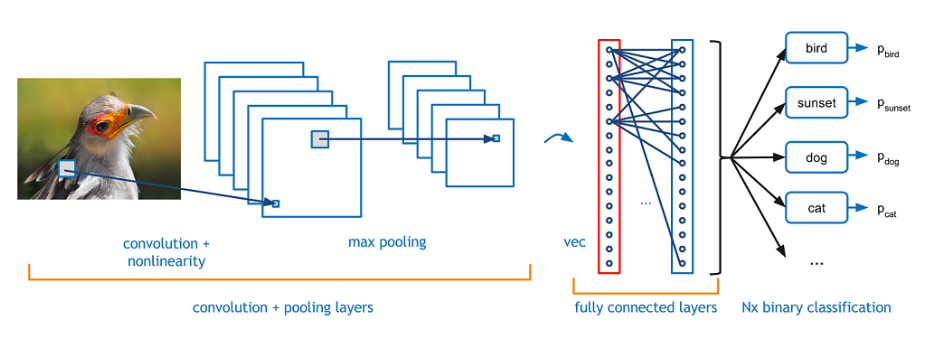 convolution +
nonlinearity
max pooling
convolution + pooling layers
vec
...
fully connected layers
bird
p_bird
sunset
p_sunset
dog
p_dog
cat
p_cat
...
Nx binary classification